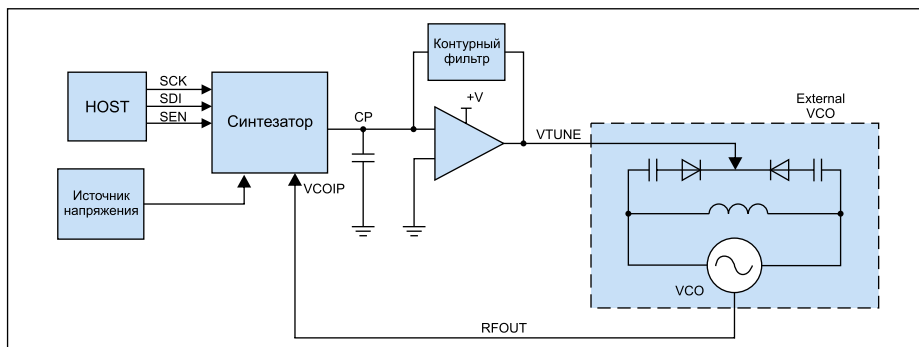 Контурный
фильтр
SCK
HOST
SDI
SEN
Синтезатор
CP
+V
VTUNE
External
VCO
VCOIP
Источник
напряжения
VCO
RFOUT